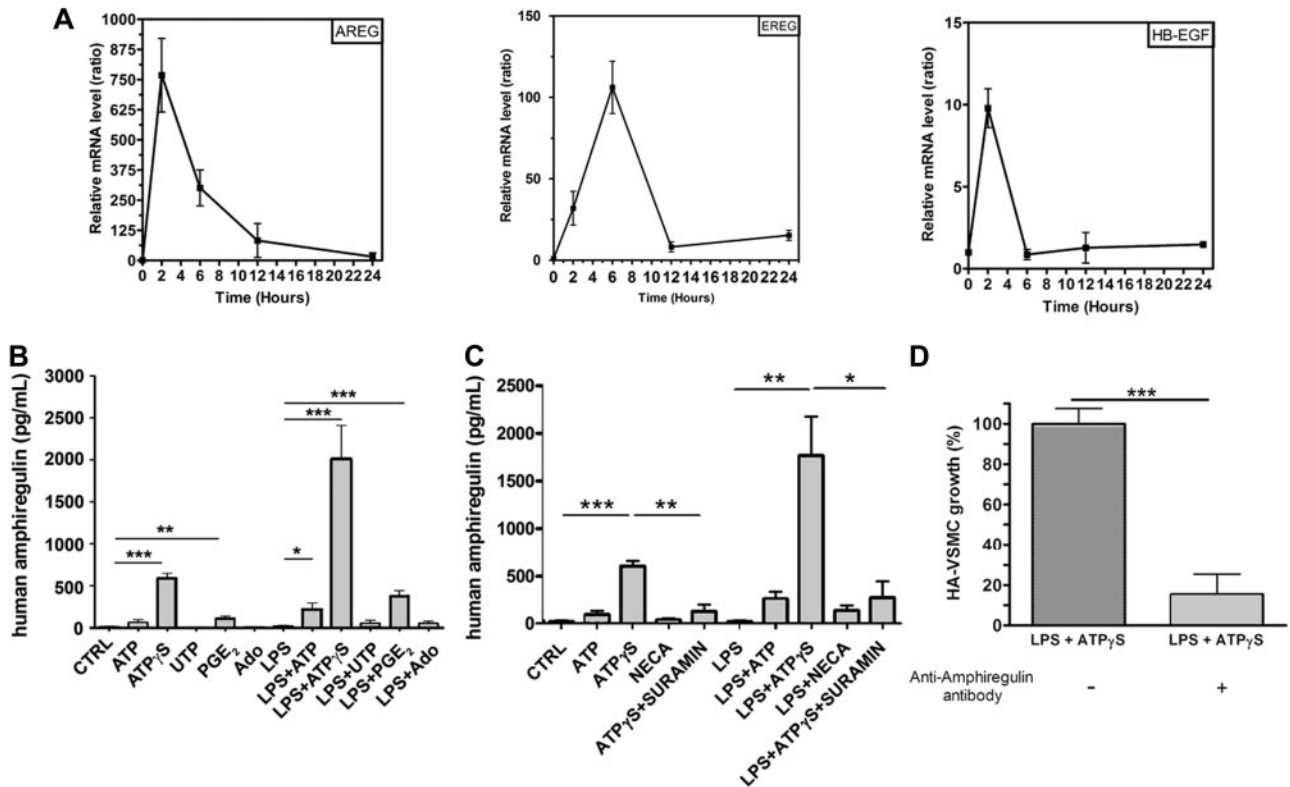 A
AREG
Relative mRNA level (ratio)
1000
875
750
625
500
375
250
125
0
0 2 4 6 8 10 12 14 16 18 20 22 24
Time (Hours)
EREG
Relative mRNA level (ratio)
150
100
50
0
0 2 4 6 8 10 12 14 16 18 20 22 24
Time (Hours)
HB-EGF
Relative mRNA level (ratio)
15
10
5
0
0 2 4 6 8 10 12 14 16 18 20 22 24
Time (Hours)
B
human amphiregulin (pg/mL)
3000
2500
2000
1500
1000
500
0
***
**
*
***
***
CTRL
ATP
ATPγS
UTP
PGE2
Ado
LPS
LPS+ATP
LPS+ATPγS
LPS+UTP
LPS+PGE2
LPS+Ado
C
human amphiregulin (pg/mL)
2500
2000
1500
1000
500
0
***
**
**
*
CTRL
ATP
ATPγS
NECA
ATPγS+SURAMIN
LPS
LPS+ATP
LPS+ATPγS
LPS+NECA
LPS+ATPγS+SURAMIN
D
HA-VSMC growth (%)
100
80
60
40
20
0
***
LPS + ATPγS
LPS + ATPγS
Anti-Amphiregulin
antibody
- +